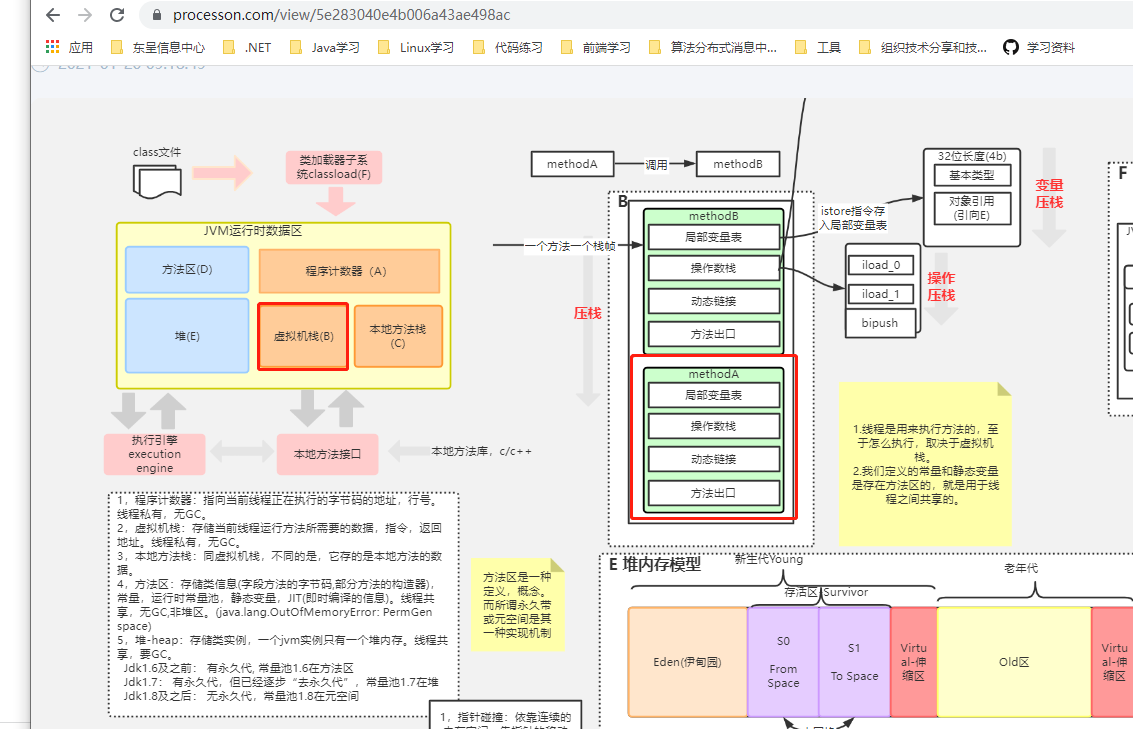 processon.com/view/5e283040e4b006a43ae498ac
应用 东呈信息中心 .NET Java学习 Linux学习 代码练习 前端学习 算法分布式消息中... 工具 组织技术分享和技... 学习资料
class文件
类加载器子系
统classload(F)
JVM运行时数据区
方法区(D)
程序计数器（A）
堆(E)
虚拟机栈(B)
本地方法栈
(C)
执行引擎
execution
engine
本地方法接口
本地方法库，c/c++
1，程序计数器：指向当前线程正在执行的字节码的地址，行号。
线程私有，无GC。
2，虚拟机栈：存储当前线程运行方法所需要的数据，指令，返回
地址。线程私有，无GC。
3，本地方法栈：同虚拟机栈，不同的是，它存的是本地方法的数
据。
4，方法区：存储类信息(字段方法的字节码,部分方法的构造器)，
常量，运行时常量池，静态变量，JIT(即时编译的信息)。线程共
享，无GC,非堆区。(java.lang.OutOfMemoryError: PermGen
space)
5，堆-heap：存储类实例，一个jvm实例只有一个堆内存。线程共
享，要GC。
Jdk1.6及之前： 有永久代, 常量池1.6在方法区
Jdk1.7： 有永久代，但已经逐步“去永久代”，常量池1.7在堆
Jdk1.8及之后： 无永久代，常量池1.8在元空间
方法区是一种
定义，概念。
而所谓永久带
或元空间是其
一种实现机制
1，指针碰撞：依靠连续的
methodA
调用
methodB
B
一个方法一个栈帧
压栈
methodB
局部变量表
操作数栈
动态链接
方法出口
methodA
局部变量表
操作数栈
动态链接
方法出口
istore指令存
入局部变量表
32位长度(4b)
基本类型
对象引用
(引向E)
变量
压栈
iload_0
iload_1
bipush
操作
压栈
1.线程是用来执行方法的，至
于怎么执行，取决于虚拟机
栈。
2.我们定义的常量和静态变量
是存在方法区的，就是用于线
程之间共享的。
F
E 堆内存模型
新生代Young
存活区 Survivor
老年代
Eden(伊甸园)
S0
From
Space
S1
To Space
Virtu
al-伸
缩区
Old区
Virtu
al-伸
缩区